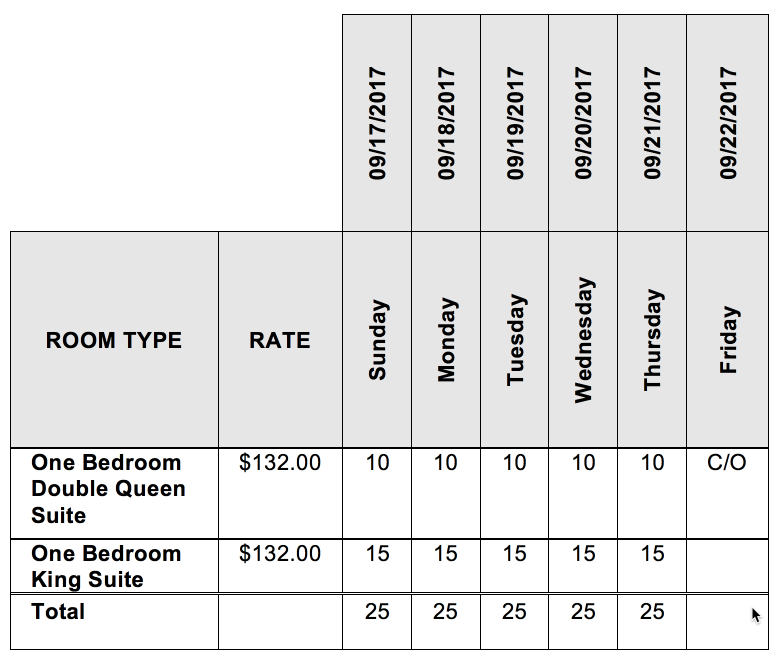 09/17/2017 09/18/2017 09/19/2017 09/20/2017 09/21/2017 09/22/2017
ROOM TYPE RATE Sunday Monday Tuesday Wednesday Thursday Friday
One Bedroom $132.00 10 10 10 10 10 C/O
Double Queen
Suite
One Bedroom $132.00 15 15 15 15 15
King Suite
Total 25 25 25 25 25